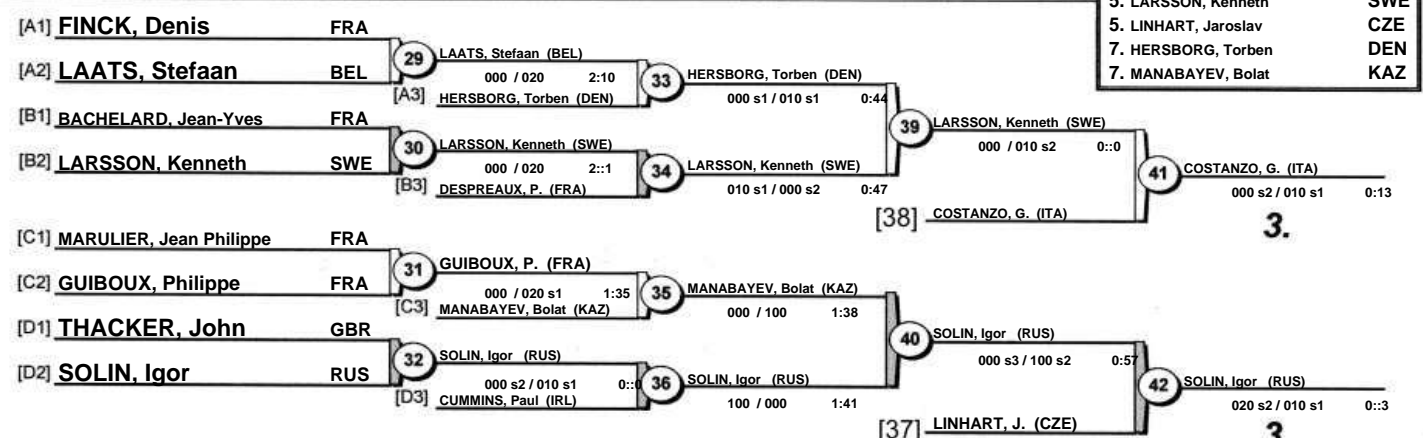 5. LARSSON, Kenneth SWE
5. LINHART, Jaroslav CZE
7. HERSBORG, Torben DEN
7. MANABAYEV, Bolat KAZ
[A1] FINCK, Denis FRA
29 LAATS, Stefaan (BEL)
[A2] LAATS, Stefaan BEL
000 / 020 2:10
33 HERSBORG, Torben (DEN)
[A3] HERSBORG, Torben (DEN)
000 s1 / 010 s1 0:44
[B1] BACHELARD, Jean-Yves FRA
39 LARSSON, Kenneth (SWE)
30 LARSSON, Kenneth (SWE)
000 / 010 s2 0::0
[B2] LARSSON, Kenneth SWE
000 / 020 2::1
34 LARSSON, Kenneth (SWE)
41 COSTANZO, G. (ITA)
[B3] DESPREAUX, P. (FRA)
010 s1 / 000 s2 0:47
000 s2 / 010 s1 0:13
[38] COSTANZO, G. (ITA)
3.
[C1] MARULIER, Jean Philippe FRA
31 GUIBOUX, P. (FRA)
[C2] GUIBOUX, Philippe FRA
000 / 020 s1 1:35
35 MANABAYEV, Bolat (KAZ)
[C3] MANABAYEV, Bolat (KAZ)
000 / 100 1:38
[D1] THACKER, John GBR
40 SOLIN, Igor (RUS)
32 SOLIN, Igor (RUS)
000 s3 / 100 s2 0:57
[D2] SOLIN, Igor RUS
000 s2 / 010 s1 0::0
36 SOLIN, Igor (RUS)
42 SOLIN, Igor (RUS)
[D3] CUMMINS, Paul (IRL)
100 / 000 1:41
020 s2 / 010 s1 0::3
[37] LINHART, J. (CZE)
3.